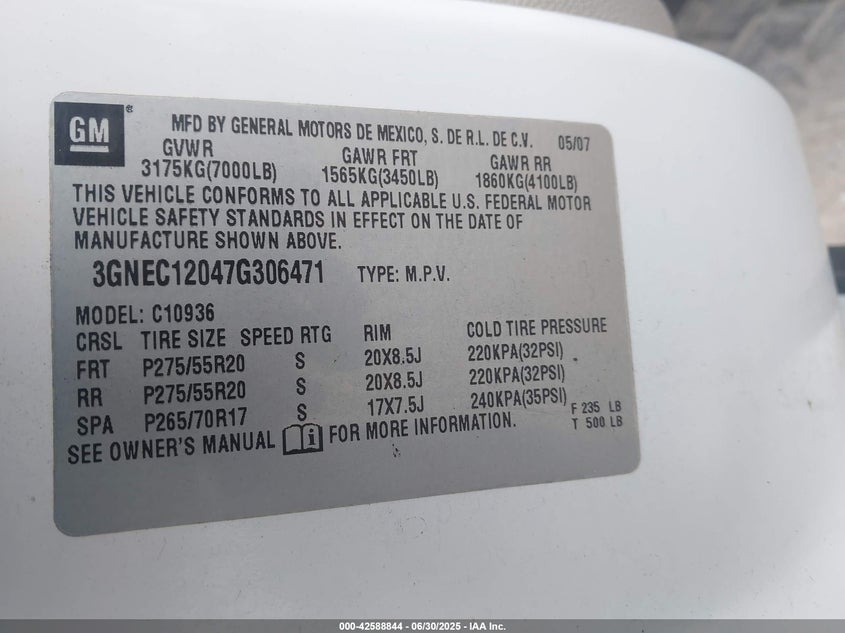 GM ®
MFD BY GENERAL MOTORS DE MEXICO, S. DE R.L. DE C.V. 05/07
GVWR GAWR FRT GAWR RR
3175KG(7000LB) 1565KG(3450LB) 1860KG(4100LB)
THIS VEHICLE CONFORMS TO ALL APPLICABLE U.S. FEDERAL MOTOR
VEHICLE SAFETY STANDARDS IN EFFECT ON THE DATE OF
MANUFACTURE SHOWN ABOVE.
3GNEC12047G306471 TYPE: M.P.V.
MODEL: C10936
CRSL TIRE SIZE SPEED RTG RIM COLD TIRE PRESSURE
FRT P275/55R20 S 20X8.5J 220KPA(32PSI)
RR P275/55R20 S 20X8.5J 220KPA(32PSI)
SPA P265/70R17 S 17X7.5J 240KPA(35PSI)
F 235 LB
T 500 LB
SEE OWNER'S MANUAL i FOR MORE INFORMATION.
000-42588844 - 06/30/2025 - IAA Inc.